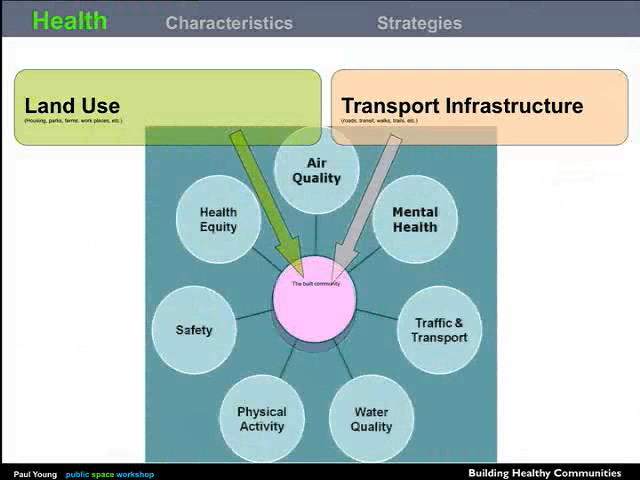 Health
Characteristics
Strategies
Land Use
(Housing, parks, farms, work places, etc.)
Transport Infrastructure
(roads, transit, walks, trails, etc.)
Air
Quality
Health
Equity
Mental
Health
The built community
Safety
Traffic &
Transport
Physical
Activity
Water
Quality
Paul Young public space workshop
Building Healthy Communities